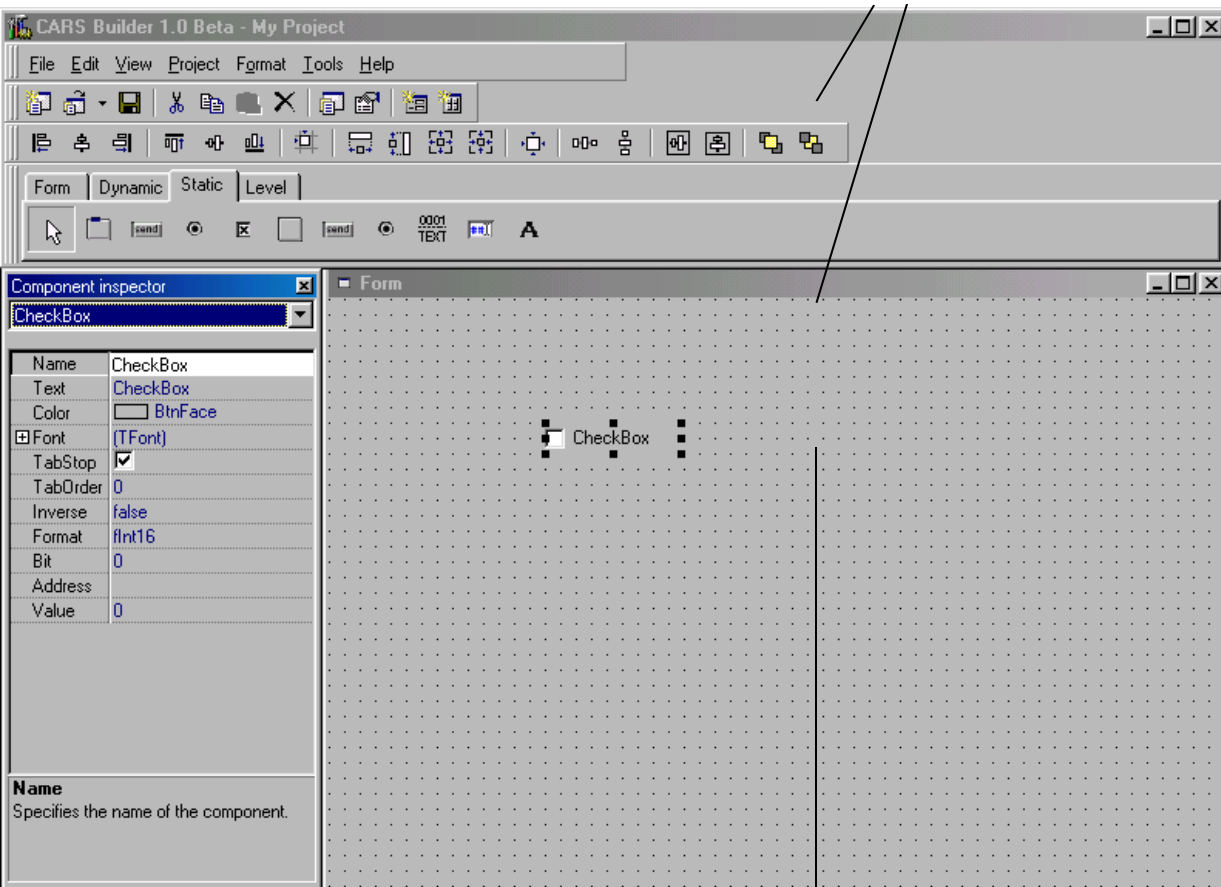 CARS Builder 1.0 Beta - My Project
File Edit View Project Format Tools Help
Form Dynamic Static Level
send send 0001 TEXT ## A
Component inspector
CheckBox
Name CheckBox
Text CheckBox
Color BtnFace
Font (TFont)
TabStop
TabOrder 0
Inverse false
Format fInt16
Bit 0
Address
Value 0
Name
Specifies the name of the component.
Form
CheckBox